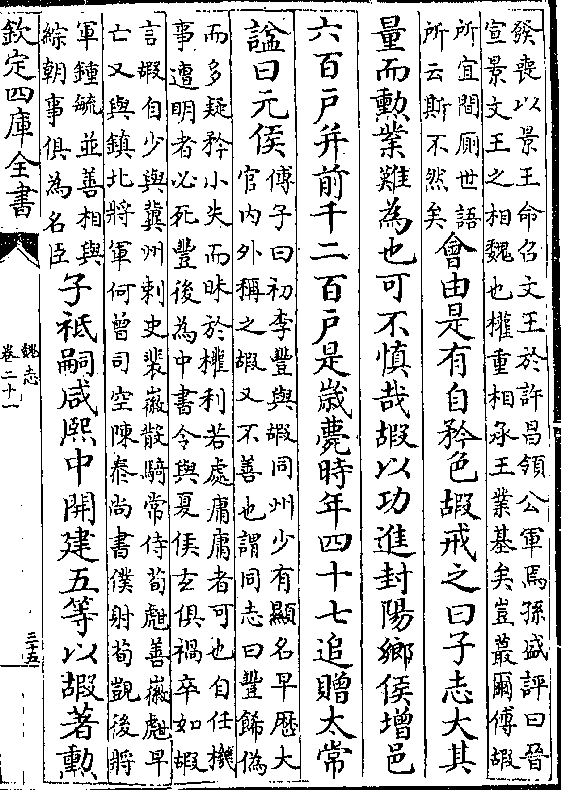 發喪以景王命召文王於許昌領公軍焉孫盛評曰晉
宣景文王之相魏也權重相承王業基矣豈蕞爾傅嘏
所宜間厠世語
所云斯不然矣
會由是有自矜色嘏戒之曰子志大其
量而勲業難為也可不慎哉嘏以功進封陽鄉侯增邑
六百户并前千二百户是歲薨時年四十七追贈太常
諡曰元侯
傅子曰初李豐與嘏同州少有顯名早歴大
官内外稱之嘏又不善也謂同志曰豐飾偽
而多疑矜小失而昧於權利若處庸庸者可也自任機
事遭明者必死豐後為中書令與夏侯玄俱禍卒如嘏
言嘏自少與冀州刺史裴徽散騎常侍荀甝善徽甝早
亡又與鎮北將軍何曾司空陳泰尚書僕射荀顗後將
軍鍾毓並善相與
綜朝事俱為名臣
子祗嗣咸熙中開建五等以嘏著勲
欽定四庫全書
魏志
卷二十一
三十五